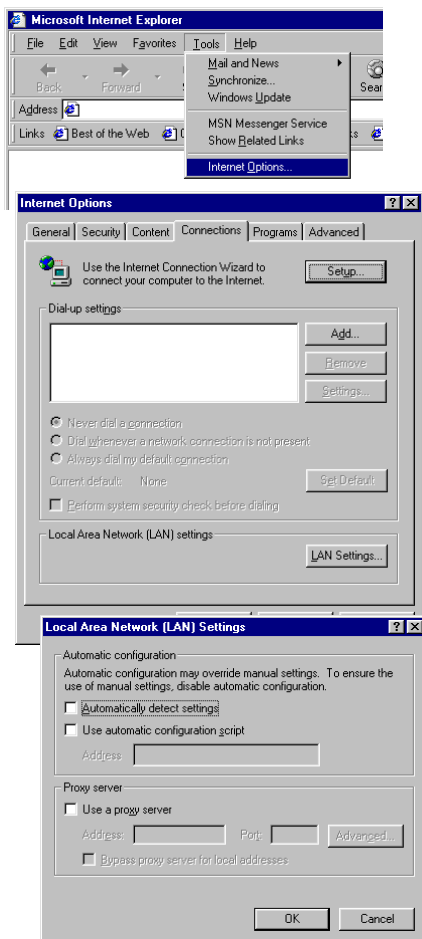 Microsoft Internet Explorer
File Edit View Favorites Tools Help
Back Forward
Mail and News
Synchronize...
Windows Update
MSN Messenger Service
Show Related Links
Internet Options...
Sear
Address
Links Best of the Web
Internet Options
General Security Content Connections Programs Advanced
Use the Internet Connection Wizard to
connect your computer to the Internet.
Setup...
Dial-up settings
Add...
Remove
Settings...
Never dial a connection
Dial whenever a network connection is not present
Always dial my default connection
Current default: None
Set Default
Perform system security check before dialing
Local Area Network (LAN) settings
LAN Settings...
Local Area Network (LAN) Settings
Automatic configuration
Automatic configuration may override manual settings. To ensure the
use of manual settings, disable automatic configuration.
Automatically detect settings
Use automatic configuration script
Address
Proxy server
Use a proxy server
Address: Port: Advanced...
Bypass proxy server for local addresses
OK Cancel